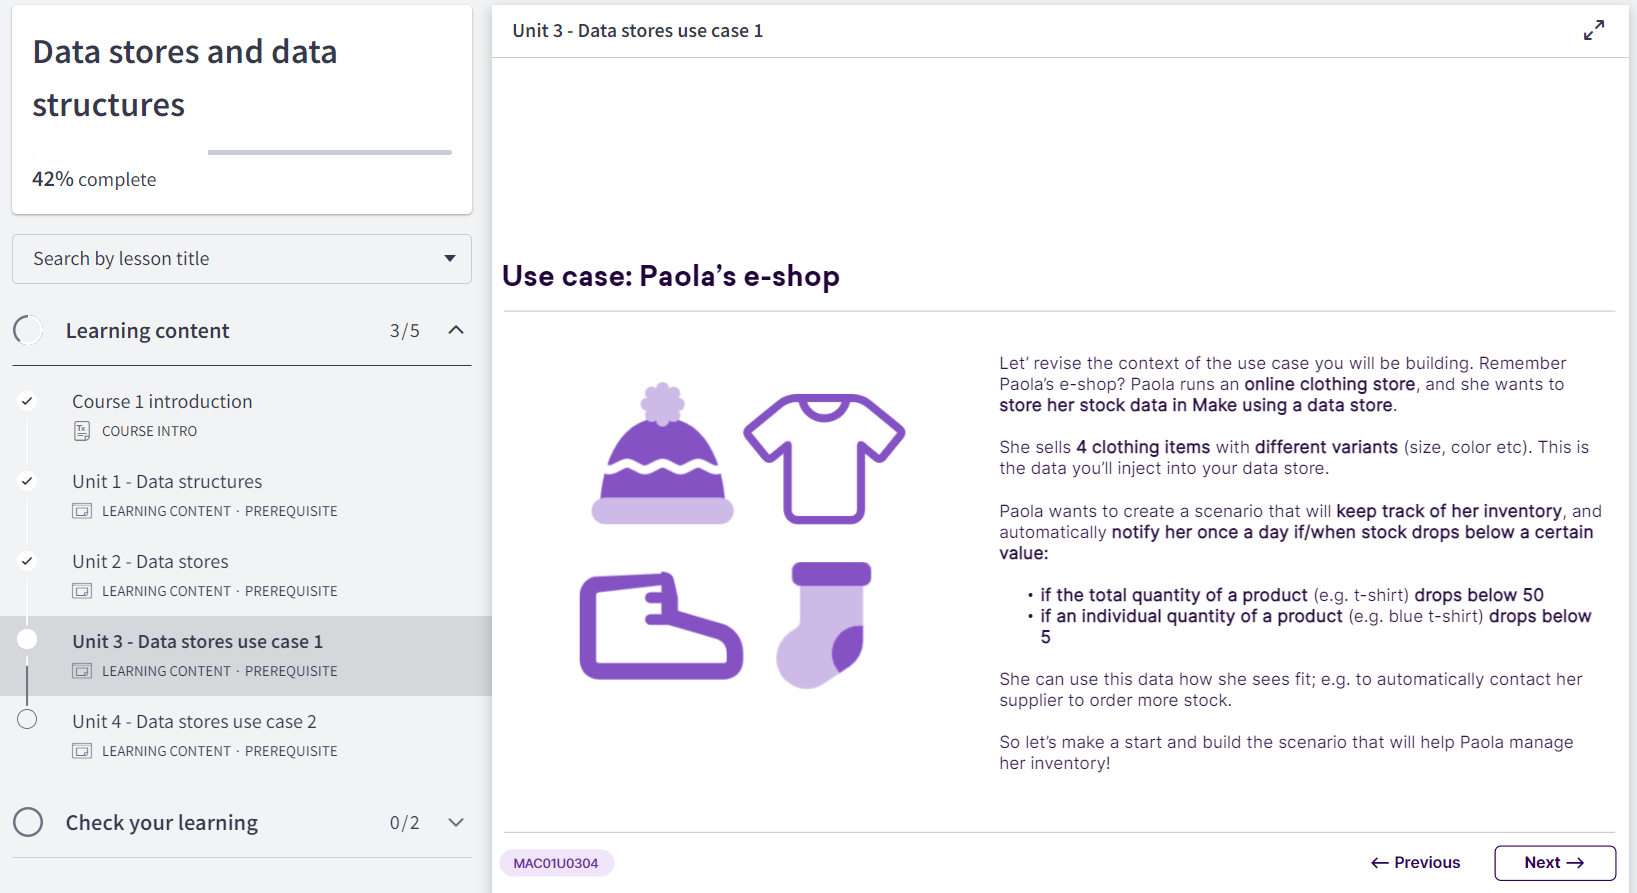 Data stores and data
structures
42% complete
Search by lesson title
Learning content 3/5
Course 1 introduction
Tx COURSE INTRO
Unit 1 - Data structures
LEARNING CONTENT · PREREQUISITE
Unit 2 - Data stores
LEARNING CONTENT · PREREQUISITE
Unit 3 - Data stores use case 1
LEARNING CONTENT · PREREQUISITE
Unit 4 - Data stores use case 2
LEARNING CONTENT · PREREQUISITE
Check your learning 0/2
Unit 3 - Data stores use case 1
Use case: Paola’s e-shop
Let’ revise the context of the use case you will be building. Remember
Paola’s e-shop? Paola runs an online clothing store, and she wants to
store her stock data in Make using a data store.
She sells 4 clothing items with different variants (size, color etc). This is
the data you’ll inject into your data store.
Paola wants to create a scenario that will keep track of her inventory, and
automatically notify her once a day if/when stock drops below a certain
value:
• if the total quantity of a product (e.g. t-shirt) drops below 50
• if an individual quantity of a product (e.g. blue t-shirt) drops below
5
She can use this data how she sees fit; e.g. to automatically contact her
supplier to order more stock.
So let’s make a start and build the scenario that will help Paola manage
her inventory!
MAC01U0304
← Previous
Next →